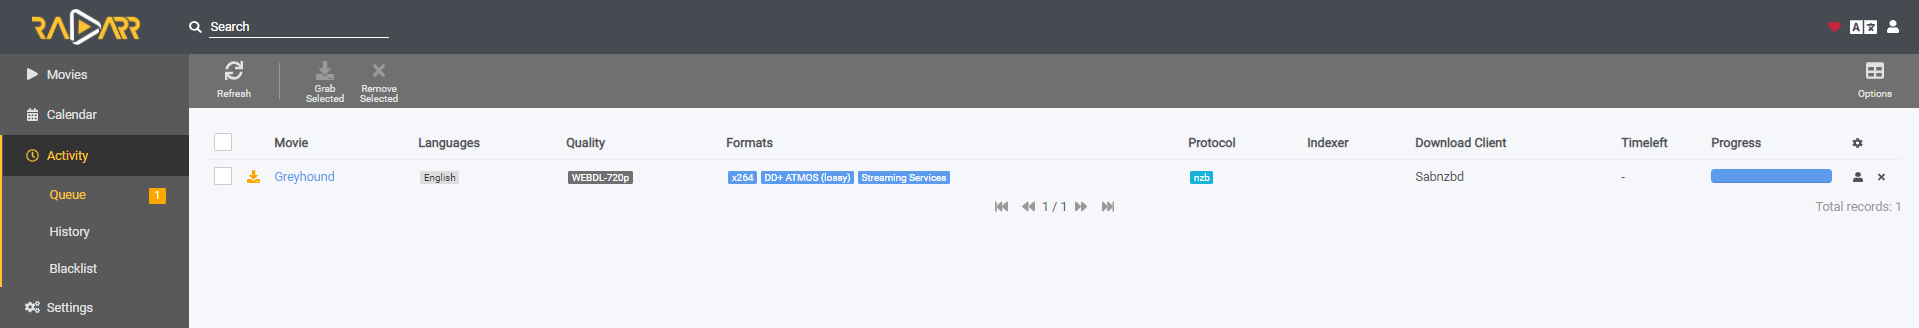 RADARR
Search
A 文
Movies
Calendar
Activity
Queue 1
History
Blacklist
Settings
Refresh
Grab
Selected
Remove
Selected
Options
Movie Languages Quality Formats Protocol Indexer Download Client Timeleft Progress
Greyhound English WEBDL-720p x264 DD+ ATMOS (lossy) Streaming Services nzb Sabnzbd -
1 / 1
Total records: 1